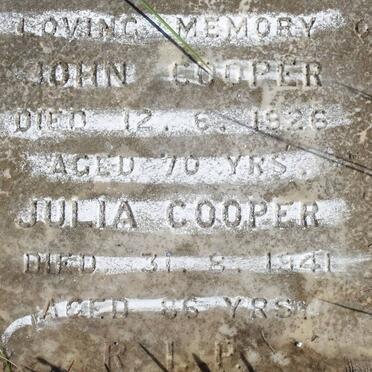 LOVING MEMORY
JOHN COOPER
DIED 12. 6. 1926
AGED 70 YRS.
JULIA COOPER
DIED 31. 8. 1941
AGED 86 YRS.
R I P